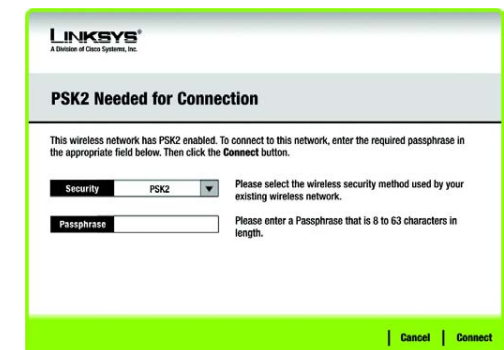 LINKSYS®
A Division of Cisco Systems, Inc.
PSK2 Needed for Connection
This wireless network has PSK2 enabled. To connect to this network, enter the required passphrase in
the appropriate field below. Then click the Connect button.
Security PSK2 Please select the wireless security method used by your
existing wireless network.
Passphrase Please enter a Passphrase that is 8 to 63 characters in
length.
Cancel Connect